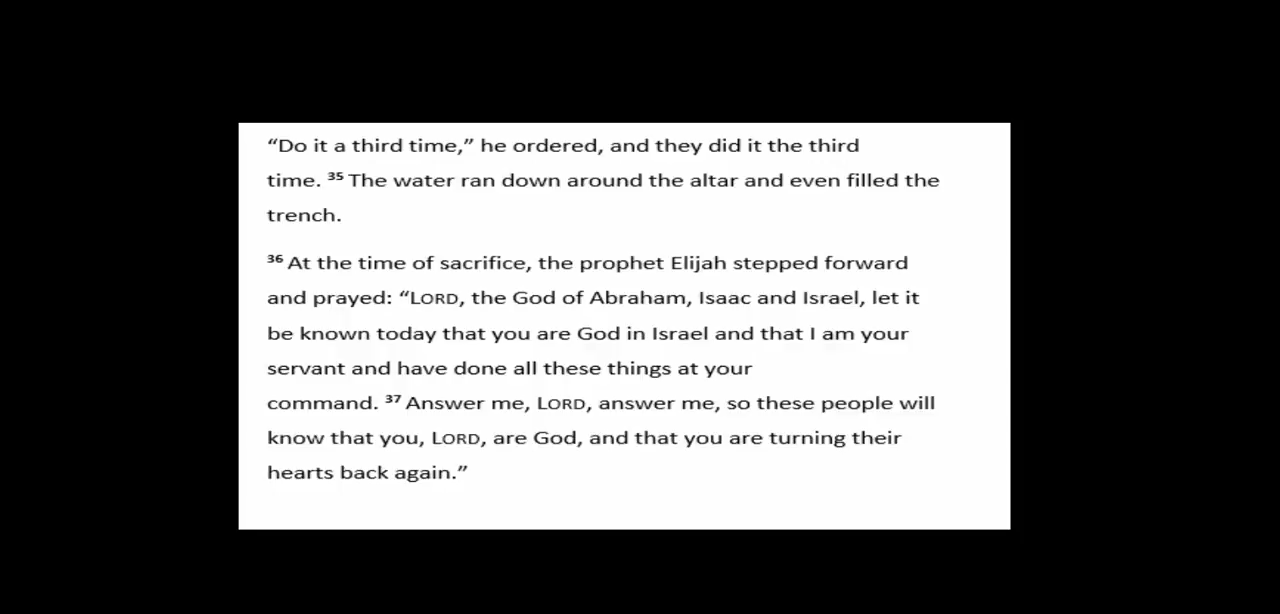 “Do it a third time,” he ordered, and they did it the third
time. ³⁵ The water ran down around the altar and even filled the
trench.
³⁶ At the time of sacrifice, the prophet Elijah stepped forward
and prayed: “LORD, the God of Abraham, Isaac and Israel, let it
be known today that you are God in Israel and that I am your
servant and have done all these things at your
command. ³⁷ Answer me, LORD, answer me, so these people will
know that you, LORD, are God, and that you are turning their
hearts back again.”